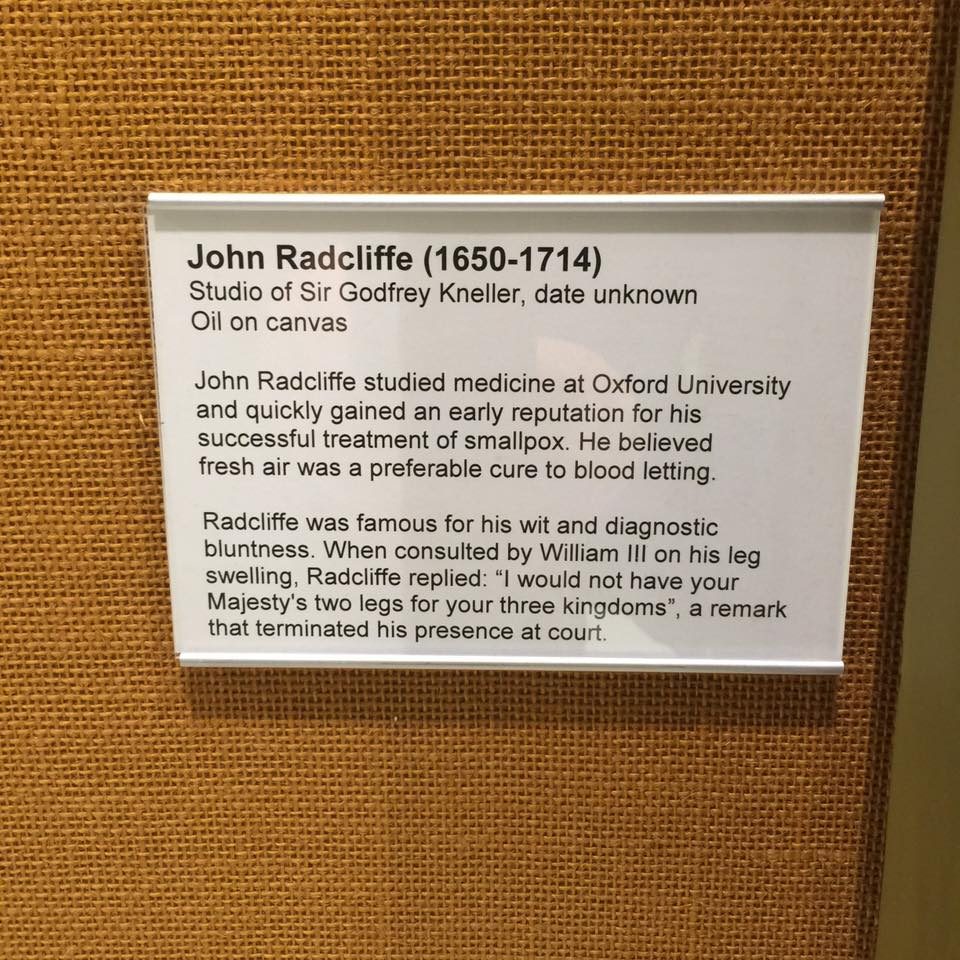 John Radcliffe (1650-1714)
Studio of Sir Godfrey Kneller, date unknown
Oil on canvas
John Radcliffe studied medicine at Oxford University
and quickly gained an early reputation for his
successful treatment of smallpox. He believed
fresh air was a preferable cure to blood letting.
Radcliffe was famous for his wit and diagnostic
bluntness. When consulted by William III on his leg
swelling, Radcliffe replied: “I would not have your
Majesty's two legs for your three kingdoms”, a remark
that terminated his presence at court.